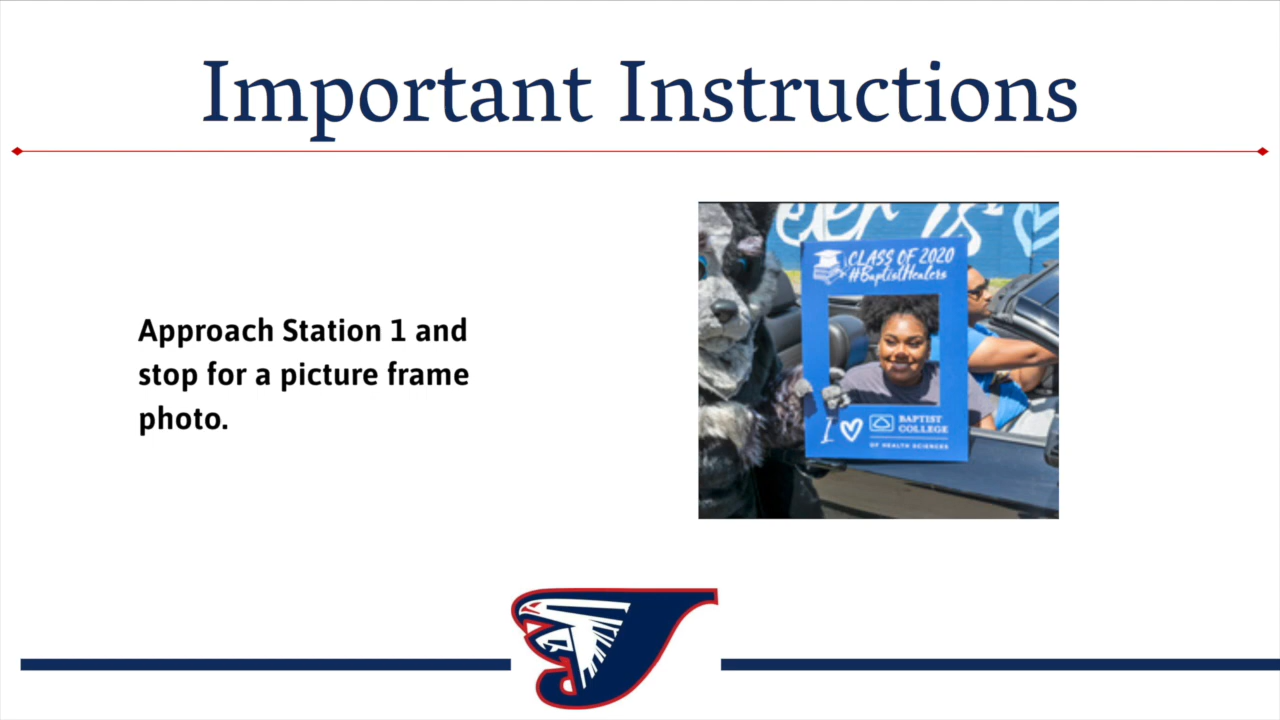 Important Instructions
Approach Station 1 and
stop for a picture frame
photo.
CLASS OF 2020
#BaptistHealers
I
BAPTIST
COLLEGE
OF HEALTH SCIENCES